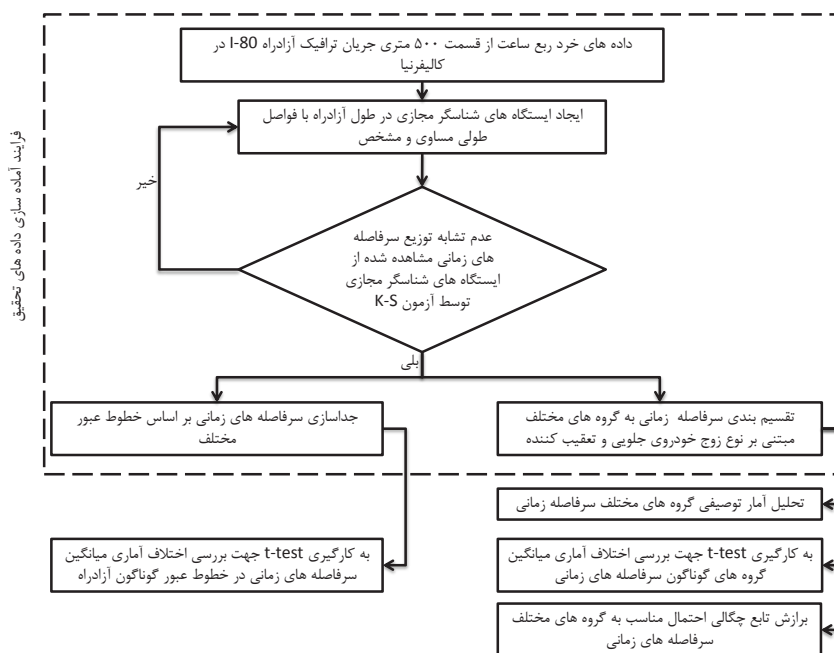 داده های خرد ربع ساعت از قسمت ۵۰۰ متری جریان ترافیک آزادراه I-80 در
کالیفرنیا
ایجاد ایستگاه های شناسگر مجازی در طول آزادراه با فواصل
طولی مساوی و مشخص
خیر
فرایند آماده سازی داده های تحقیق
عدم تشابه توزیع سرفاصله
های زمانی مشاهده شده از
ایستگاه های شناسگر مجازی
توسط آزمون K-S
بلی
تقسیم بندی سرفاصله زمانی به گروه های مختلف
مبتنی بر نوع زوج خودروی جلویی و تعقیب کننده
جداسازی سرفاصله های زمانی بر اساس خطوط عبور
مختلف
تحلیل آمار توصیفی گروه های مختلف سرفاصله زمانی
به کارگیری t-test جهت بررسی اختلاف آماری میانگین
گروه های گوناگون سرفاصله های زمانی
به کارگیری t-test جهت بررسی اختلاف آماری میانگین
سرفاصله های زمانی در خطوط عبور گوناگون آزادراه
برازش تابع چگالی احتمال مناسب به گروه های مختلف
سرفاصله های زمانی